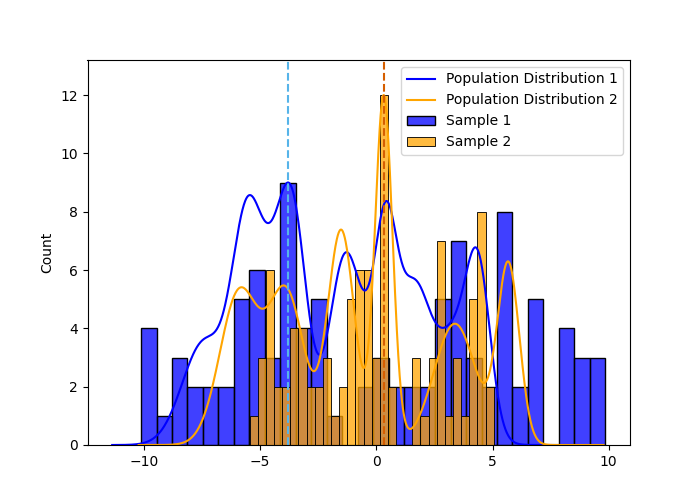 Population Distribution 1
Population Distribution 2
Sample 1
Sample 2
Count
12
10
8
6
4
2
0
−10 −5 0 5 10